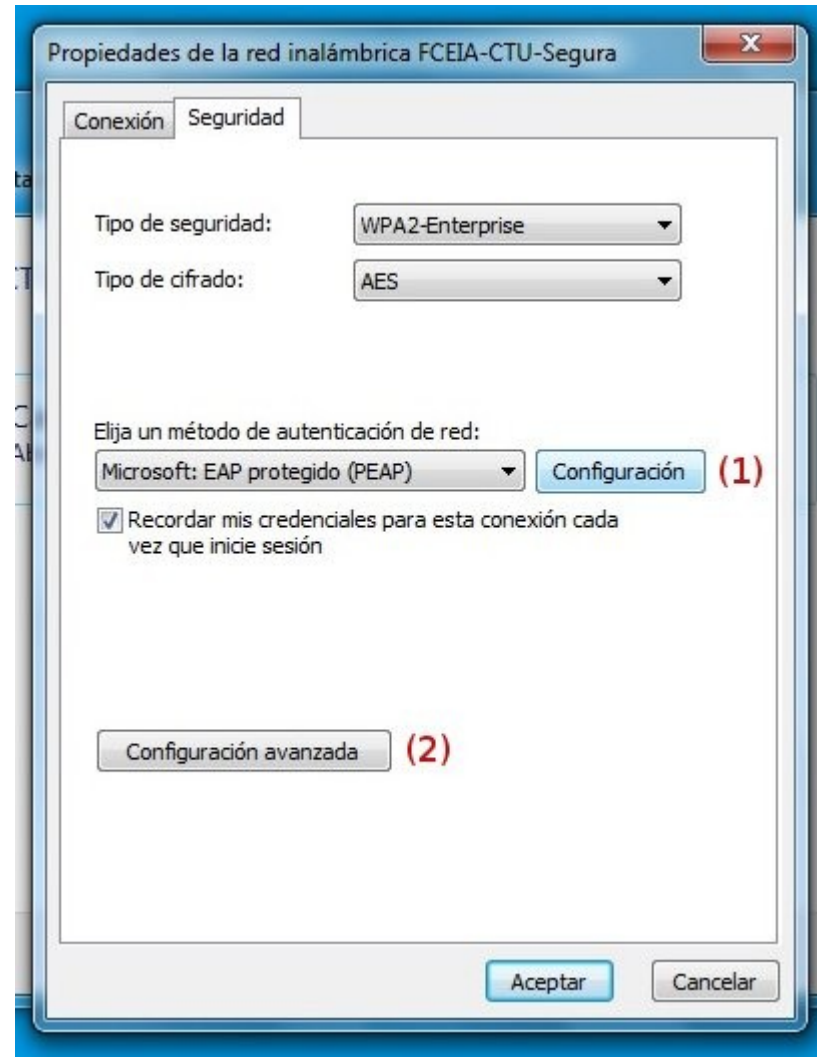 Propiedades de la red inalámbrica FCEIA-CTU-Segura
Conexión
Seguridad
Tipo de seguridad:
WPA2-Enterprise
Tipo de cifrado:
AES
Elija un método de autenticación de red:
Microsoft: EAP protegido (PEAP)
Configuración
(1)
Recordar mis credenciales para esta conexión cada
vez que inicie sesión
Configuración avanzada
(2)
Aceptar
Cancelar